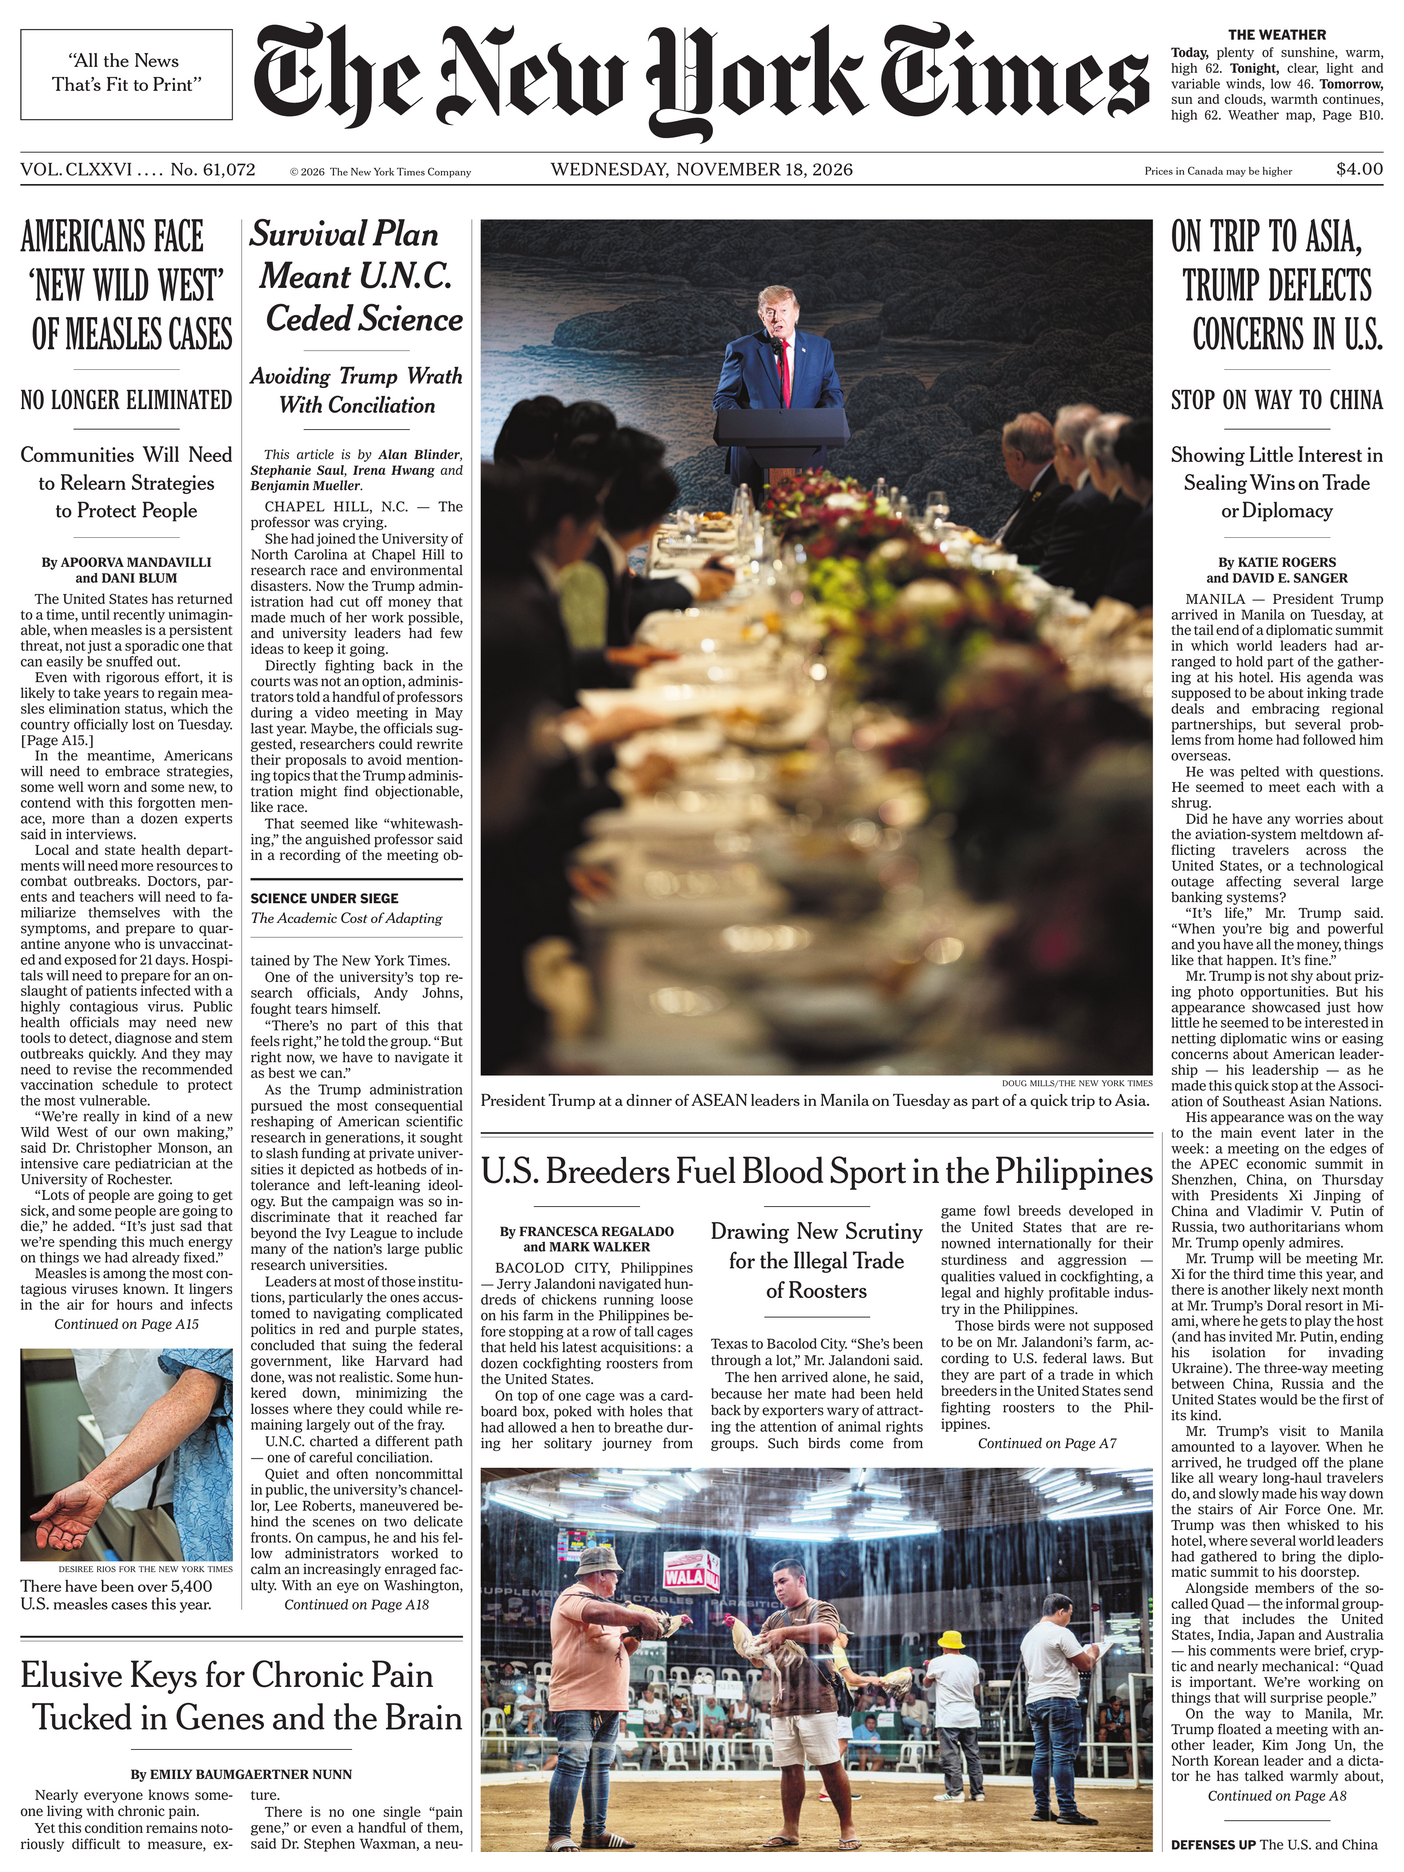 "All the News
That's Fit to Print"
The New York Times
THE WEATHER
Today, plenty of sunshine, warm,
high 62. Tonight, clear, light and
variable winds, low 46. Tomorrow,
sun and clouds, warmth continues,
high 62. Weather map, Page B10.
VOL. CLXXVI .... No. 61,072
© 2026 The New York Times Company
WEDNESDAY, NOVEMBER 18, 2026
Prices in Canada may be higher
$4.00
AMERICANS FACE
'NEW WILD WEST'
OF MEASLES CASES
NO LONGER ELIMINATED
Communities Will Need
to Relearn Strategies
to Protect People
By APOORVA MANDAVILLI
and DANI BLUM
The United States has returned
to a time, until recently unimagin-
able, when measles is a persistent
threat, not just a sporadic one that
can easily be snuffed out.
Even with rigorous effort, it is
likely to take years to regain mea-
sles elimination status, which the
country officially lost on Tuesday.
[Page A15.]
In the meantime, Americans
will need to embrace strategies,
some well worn and some new, to
contend with this forgotten men-
ace, more than a dozen experts
said in interviews.
Local and state health depart-
ments will need more resources to
combat outbreaks. Doctors, par-
ents and teachers will need to fa-
miliarize themselves with the
symptoms, and prepare to quar-
antine anyone who is unvaccinat-
ed and exposed for 21 days. Hospi-
tals will need to prepare for an on-
slaught of patients infected with a
highly contagious virus. Public
health officials may need new
tools to detect, diagnose and stem
outbreaks quickly. And they may
need to revise the recommended
vaccination schedule to protect
the most vulnerable.
"We're really in kind of a new
Wild West of our own making,"
said Dr. Christopher Monson, an
intensive care pediatrician at the
University of Rochester.
"Lots of people are going to get
sick, and some people are going to
die," he added. "It's just sad that
we're spending this much energy
on things we had already fixed."
Measles is among the most con-
tagious viruses known. It lingers
in the air for hours and infects
Continued on Page A15
DESIREE RIOS FOR THE NEW YORK TIMES
There have been over 5,400
U.S. measles cases this year.
Survival Plan
Meant U.N.C.
Ceded Science
Avoiding Trump Wrath
With Conciliation
This article is by Alan Blinder,
Stephanie Saul, Irena Hwang and
Benjamin Mueller.
CHAPEL HILL, N.C. — The
professor was crying.
She had joined the University of
North Carolina at Chapel Hill to
research race and environmental
disasters. Now the Trump admin-
istration had cut off money that
made much of her work possible,
and university leaders had few
ideas to keep it going.
Directly fighting back in the
courts was not an option, adminis-
trators told a handful of professors
during a video meeting in May
last year. Maybe, the officials sug-
gested, researchers could rewrite
their proposals to avoid mention-
ing topics that the Trump adminis-
tration might find objectionable,
like race.
That seemed like "whitewash-
ing," the anguished professor said
in a recording of the meeting ob-
SCIENCE UNDER SIEGE
The Academic Cost of Adapting
tained by The New York Times.
One of the university's top re-
search officials, Andy Johns,
fought tears himself.
"There's no part of this that
feels right," he told the group. "But
right now, we have to navigate it
as best we can."
As the Trump administration
pursued the most consequential
reshaping of American scientific
research in generations, it sought
to slash funding at private univer-
sities it depicted as hotbeds of in-
tolerance and left-leaning ideol-
ogy. But the campaign was so in-
discriminate that it reached far
beyond the Ivy League to include
many of the nation's large public
research universities.
Leaders at most of those institu-
tions, particularly the ones accus-
tomed to navigating complicated
politics in red and purple states,
concluded that suing the federal
government, like Harvard had
done, was not realistic. Some hun-
kered down, minimizing the
losses where they could while re-
maining largely out of the fray.
U.N.C. charted a different path
— one of careful conciliation.
Quiet and often noncommittal
in public, the university's chancel-
lor, Lee Roberts, maneuvered be-
hind the scenes on two delicate
fronts. On campus, he and his fel-
low administrators worked to
calm an increasingly enraged fac-
ulty. With an eye on Washington,
Continued on Page A18
DOUG MILLS/THE NEW YORK TIMES
President Trump at a dinner of ASEAN leaders in Manila on Tuesday as part of a quick trip to Asia.
U.S. Breeders Fuel Blood Sport in the Philippines
By FRANCESCA REGALADO
and MARK WALKER
BACOLOD CITY, Philippines
— Jerry Jalandoni navigated hun-
dreds of chickens running loose
on his farm in the Philippines be-
fore stopping at a row of tall cages
that held his latest acquisitions: a
dozen cockfighting roosters from
the United States.
On top of one cage was a card-
board box, poked with holes that
had allowed a hen to breathe dur-
ing her solitary journey from
Drawing New Scrutiny
for the Illegal Trade
of Roosters
Texas to Bacolod City. "She's been
through a lot," Mr. Jalandoni said.
The hen arrived alone, he said,
because her mate had been held
back by exporters wary of attract-
ing the attention of animal rights
groups. Such birds come from
game fowl breeds developed in
the United States that are re-
nowned internationally for their
sturdiness and aggression —
qualities valued in cockfighting, a
legal and highly profitable indus-
try in the Philippines.
Those birds were not supposed
to be on Mr. Jalandoni's farm, ac-
cording to U.S. federal laws. But
they are part of a trade in which
breeders in the United States send
fighting roosters to the Phil-
ippines.
Continued on Page A7
WALA
ON TRIP TO ASIA,
TRUMP DEFLECTS
CONCERNS IN U.S.
STOP ON WAY TO CHINA
Showing Little Interest in
Sealing Wins on Trade
or Diplomacy
By KATIE ROGERS
and DAVID E. SANGER
MANILA — President Trump
arrived in Manila on Tuesday, at
the tail end of a diplomatic summit
in which world leaders had ar-
ranged to hold part of the gather-
ing at his hotel. His agenda was
supposed to be about inking trade
deals and embracing regional
partnerships, but several prob-
lems from home had followed him
overseas.
He was pelted with questions.
He seemed to meet each with a
shrug.
Did he have any worries about
the aviation-system meltdown af-
flicting travelers across the
United States, or a technological
outage affecting several large
banking systems?
"It's life," Mr. Trump said.
"When you're big and powerful
and you have all the money, things
like that happen. It's fine."
Mr. Trump is not shy about priz-
ing photo opportunities. But his
appearance showcased just how
little he seemed to be interested in
netting diplomatic wins or easing
concerns about American leader-
ship — his leadership — as he
made this quick stop at the Associ-
ation of Southeast Asian Nations.
His appearance was on the way
to the main event later in the
week: a meeting on the edges of
the APEC economic summit in
Shenzhen, China, on Thursday
with Presidents Xi Jinping of
China and Vladimir V. Putin of
Russia, two authoritarians whom
Mr. Trump openly admires.
Mr. Trump will be meeting Mr.
Xi for the third time this year, and
there is another likely next month
at Mr. Trump's Doral resort in Mi-
ami, where he gets to play the host
(and has invited Mr. Putin, ending
his isolation for invading
Ukraine). The three-way meeting
between China, Russia and the
United States would be the first of
its kind.
Mr. Trump's visit to Manila
amounted to a layover. When he
arrived, he trudged off the plane
like all weary long-haul travelers
do, and slowly made his way down
the stairs of Air Force One. Mr.
Trump was then whisked to his
hotel, where several world leaders
had gathered to bring the diplo-
matic summit to his doorstep.
Alongside members of the so-
called Quad — the informal group-
ing that includes the United
States, India, Japan and Australia
— his comments were brief, cryp-
tic and nearly mechanical: "Quad
is important. We're working on
things that will surprise people."
On the way to Manila, Mr.
Trump floated a meeting with an-
other leader, Kim Jong Un, the
North Korean leader and a dicta-
tor he has talked warmly about,
Continued on Page A8
DEFENSES UP The U.S. and China
Elusive Keys for Chronic Pain
Tucked in Genes and the Brain
By EMILY BAUMGAERTNER NUNN
Nearly everyone knows some-
one living with chronic pain.
Yet this condition remains noto-
riously difficult to measure, ex-
ture.
There is no one single "pain
gene," or even a handful of them,
said Dr. Stephen Waxman, a neu-